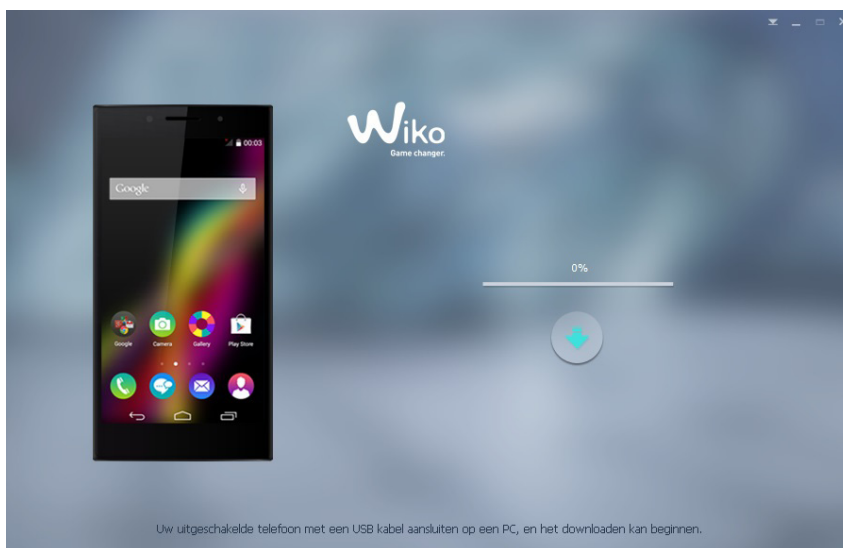 Wiko
Game changer.
00:03
Google
0%
Google Camera Gallery Play Store
Uw uitgeschakelde telefoon met een USB kabel aansluiten op een PC, en het downloaden kan beginnen.